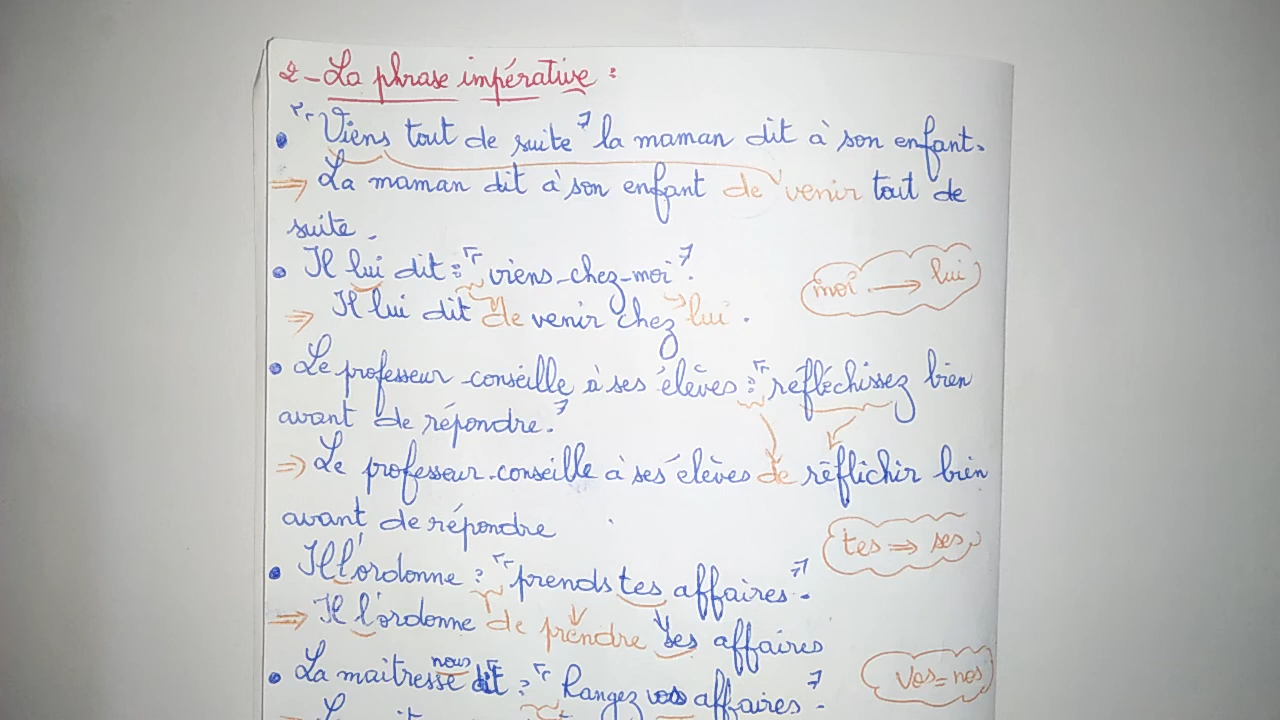 2 - La phrase impérative :
• " Viens tout de suite " la maman dit à son enfant.
⇒ La maman dit à son enfant de venir tout de
suite.
• Il lui dit : " viens-chez-moi ".
moi → lui
⇒ Il lui dit de venir chez lui.
• Le professeur conseille à ses élèves : " réfléchissez bien
avant de répondre. "
⇒ Le professeur conseille à ses élèves de réflichir bien
avant de répondre
tes ⇒ ses
• Il l'ordonne : " prends tes affaires ".
⇒ Il l'ordonne de prendre ses affaires
• La maitresse nous dit : " Rangez vos affaires ".
vos = nos